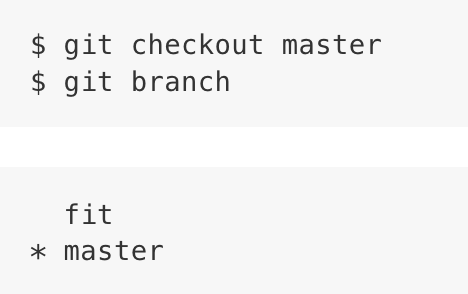 $ git checkout master
$ git branch
  fit
* master